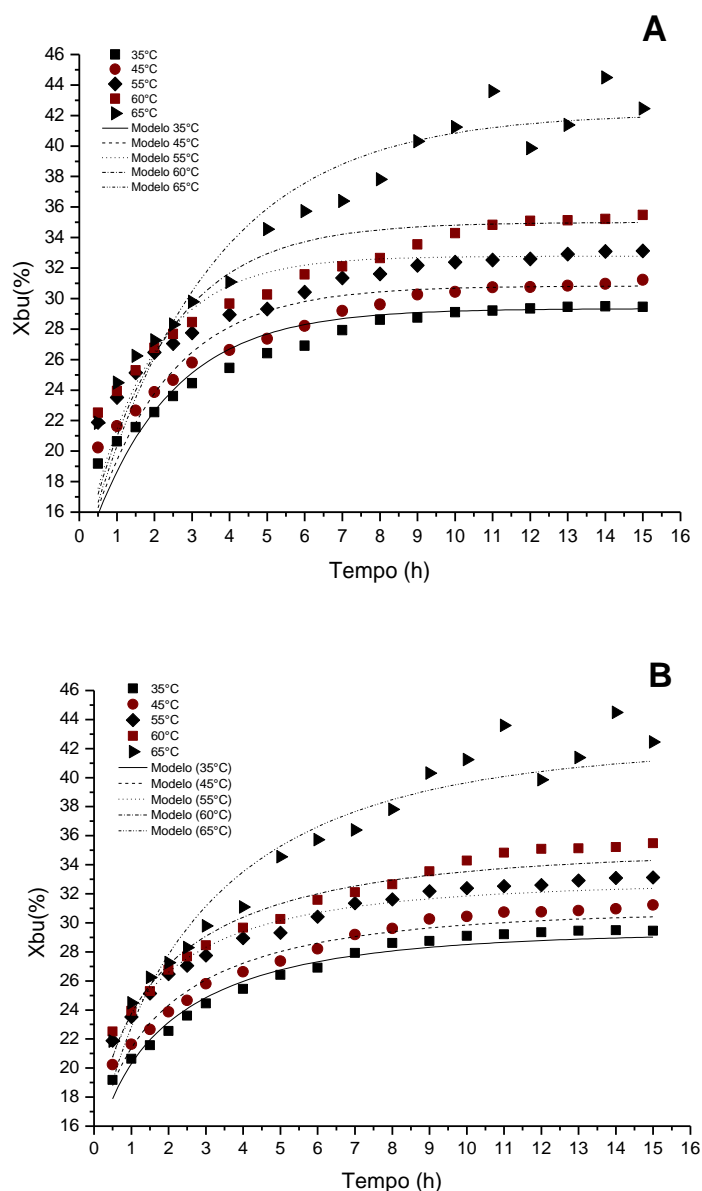 A
46
44
42
40
38
36
34
32
30
28
26
24
22
20
18
16
Xbu(%)
35°C
45°C
55°C
60°C
65°C
Modelo 35°C
Modelo 45°C
Modelo 55°C
Modelo 60°C
Modelo 65°C
0 1 2 3 4 5 6 7 8 9 10 11 12 13 14 15 16
Tempo (h)
B
46
44
42
40
38
36
34
32
30
28
26
24
22
20
18
16
Xbu(%)
35°C
45°C
55°C
60°C
65°C
Modelo (35°C)
Modelo (45°C)
Modelo (55°C)
Modelo (60°C)
Modelo (65°C)
0 1 2 3 4 5 6 7 8 9 10 11 12 13 14 15 16
Tempo (h)